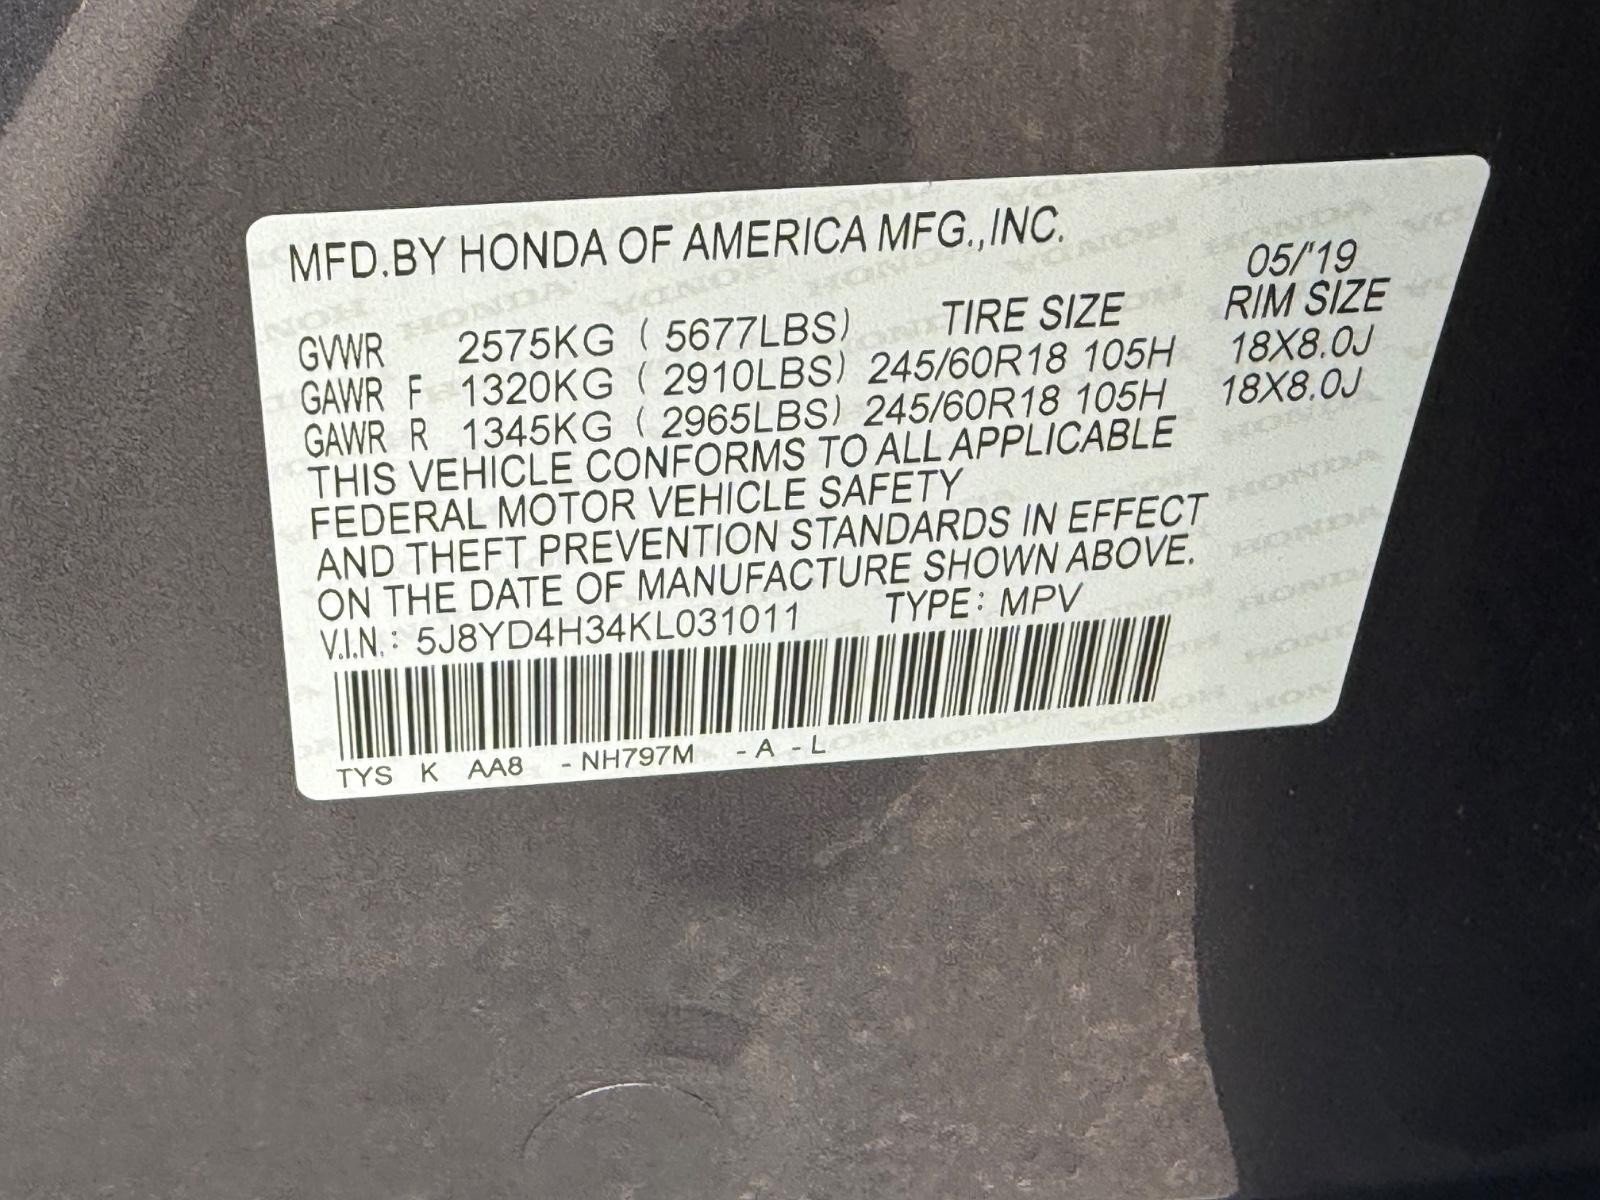 MFD.BY HONDA OF AMERICA MFG.,INC.
05/'19
TIRE SIZE RIM SIZE
GVWR 2575KG ( 5677LBS)
GAWR F 1320KG ( 2910LBS) 245/60R18 105H 18X8.0J
GAWR R 1345KG ( 2965LBS) 245/60R18 105H 18X8.0J
THIS VEHICLE CONFORMS TO ALL APPLICABLE
FEDERAL MOTOR VEHICLE SAFETY
AND THEFT PREVENTION STANDARDS IN EFFECT
ON THE DATE OF MANUFACTURE SHOWN ABOVE.
V.I.N.: 5J8YD4H34KL031011 TYPE: MPV
TYS K AA8 -NH797M -A -L